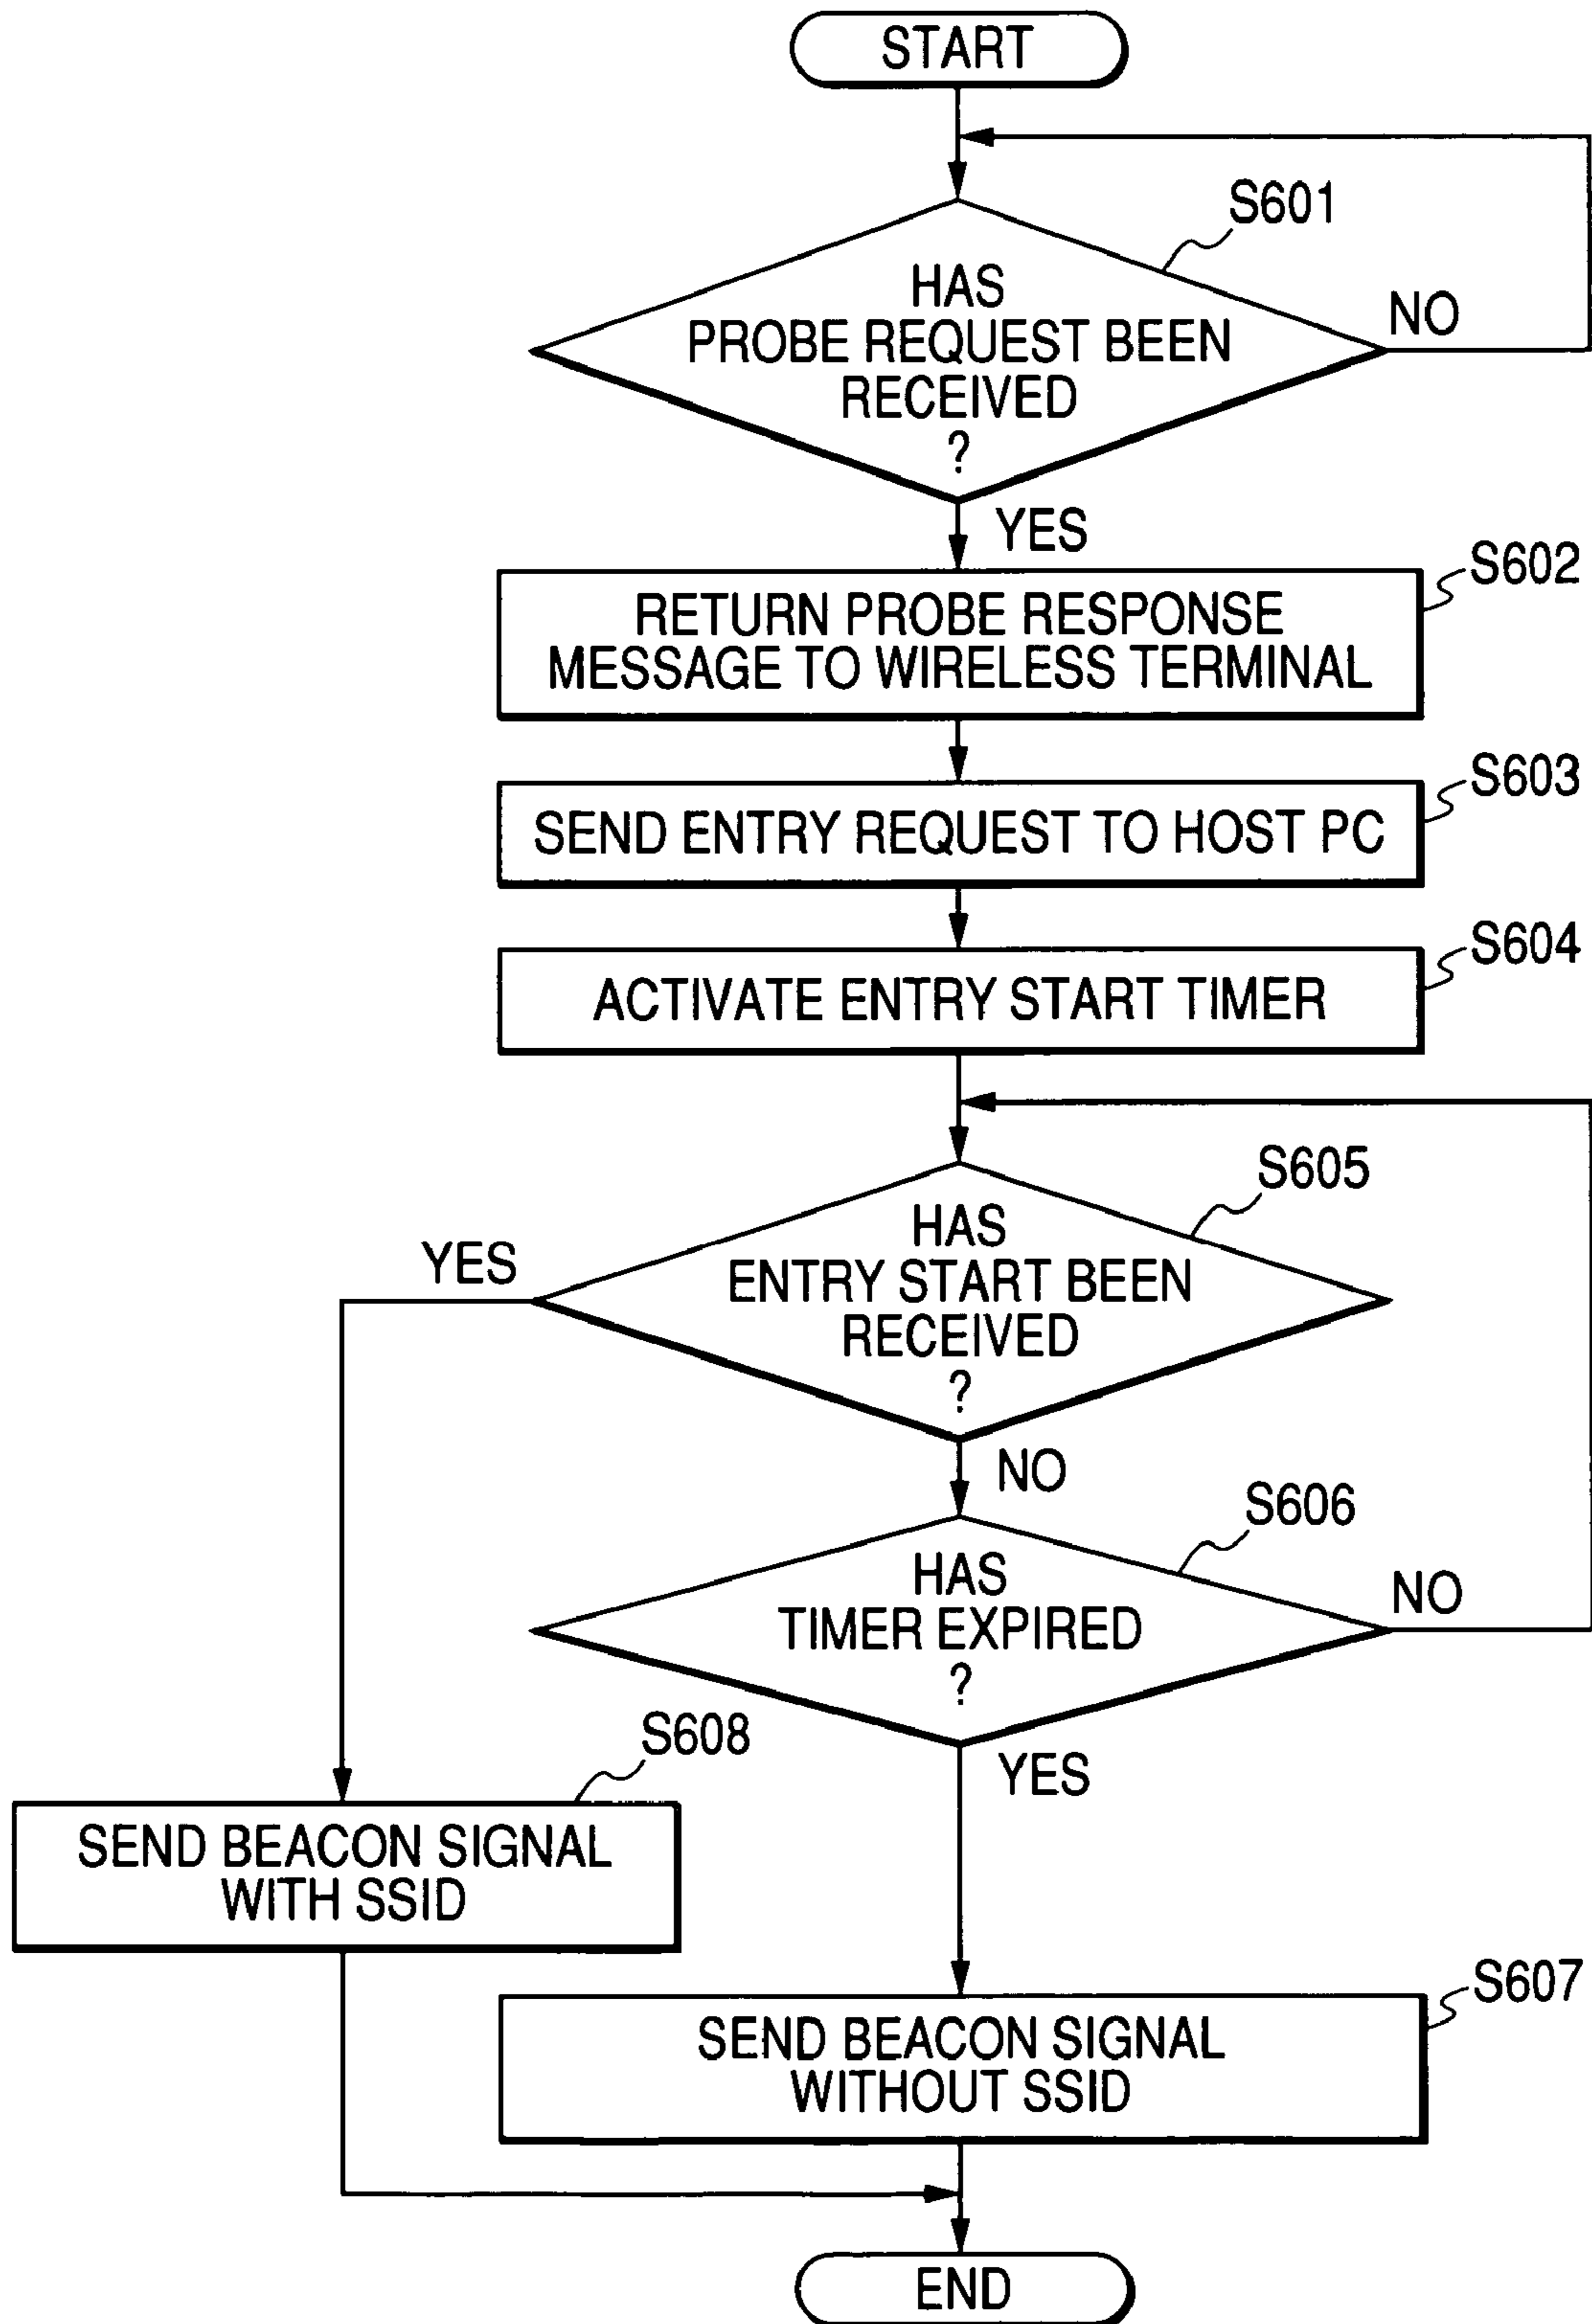 START
S601
HAS
PROBE REQUEST BEEN
RECEIVED
?
NO
YES
S602
RETURN PROBE RESPONSE
MESSAGE TO WIRELESS TERMINAL
S603
SEND ENTRY REQUEST TO HOST PC
S604
ACTIVATE ENTRY START TIMER
S605
HAS
ENTRY START BEEN
RECEIVED
?
YES
NO
S606
HAS
TIMER EXPIRED
?
NO
YES
S608
SEND BEACON SIGNAL
WITH SSID
S607
SEND BEACON SIGNAL
WITHOUT SSID
END